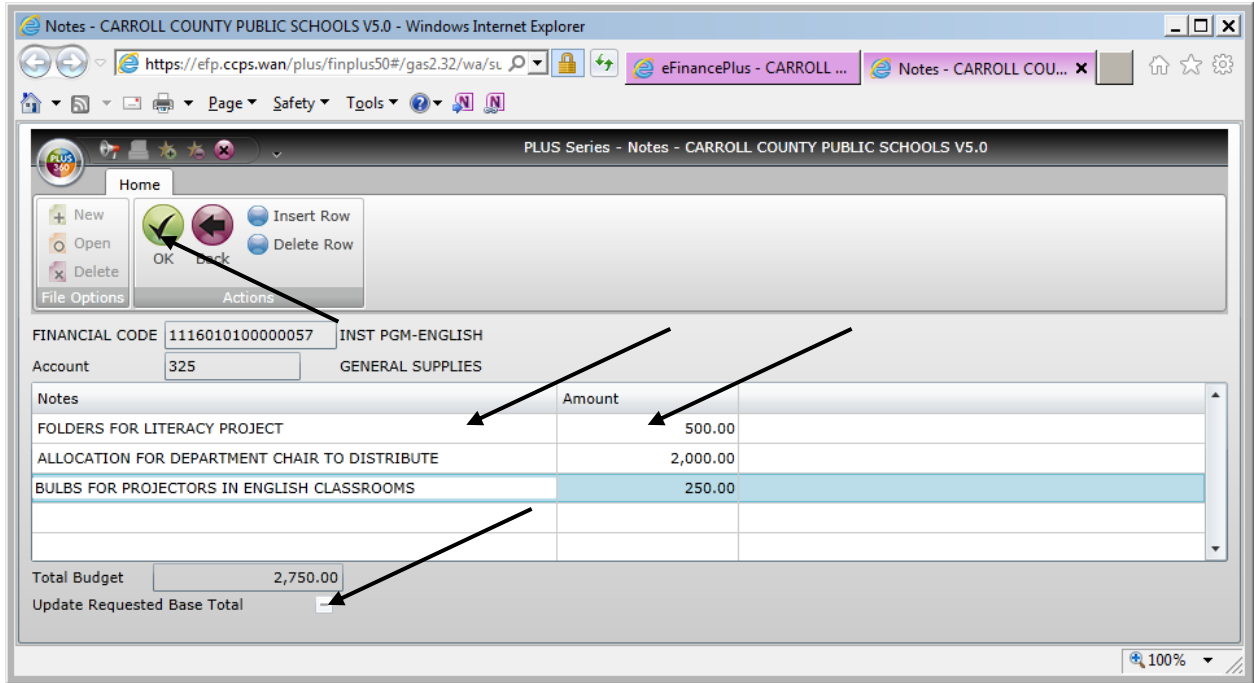 Notes - CARROLL COUNTY PUBLIC SCHOOLS V5.0 - Windows Internet Explorer
https://efp.ccps.wan/plus/finplus50#/gas2.32/wa/su
eFinancePlus - CARROLL ...
Notes - CARROLL COU...
Page Safety Tools
PLUS 360
PLUS Series - Notes - CARROLL COUNTY PUBLIC SCHOOLS V5.0
Home
New
Open
Delete
File Options
OK
Back
Insert Row
Delete Row
Actions
FINANCIAL CODE 1116010100000057 INST PGM-ENGLISH
Account 325 GENERAL SUPPLIES
Notes Amount
FOLDERS FOR LITERACY PROJECT 500.00
ALLOCATION FOR DEPARTMENT CHAIR TO DISTRIBUTE 2,000.00
BULBS FOR PROJECTORS IN ENGLISH CLASSROOMS 250.00
Total Budget 2,750.00
Update Requested Base Total
100%